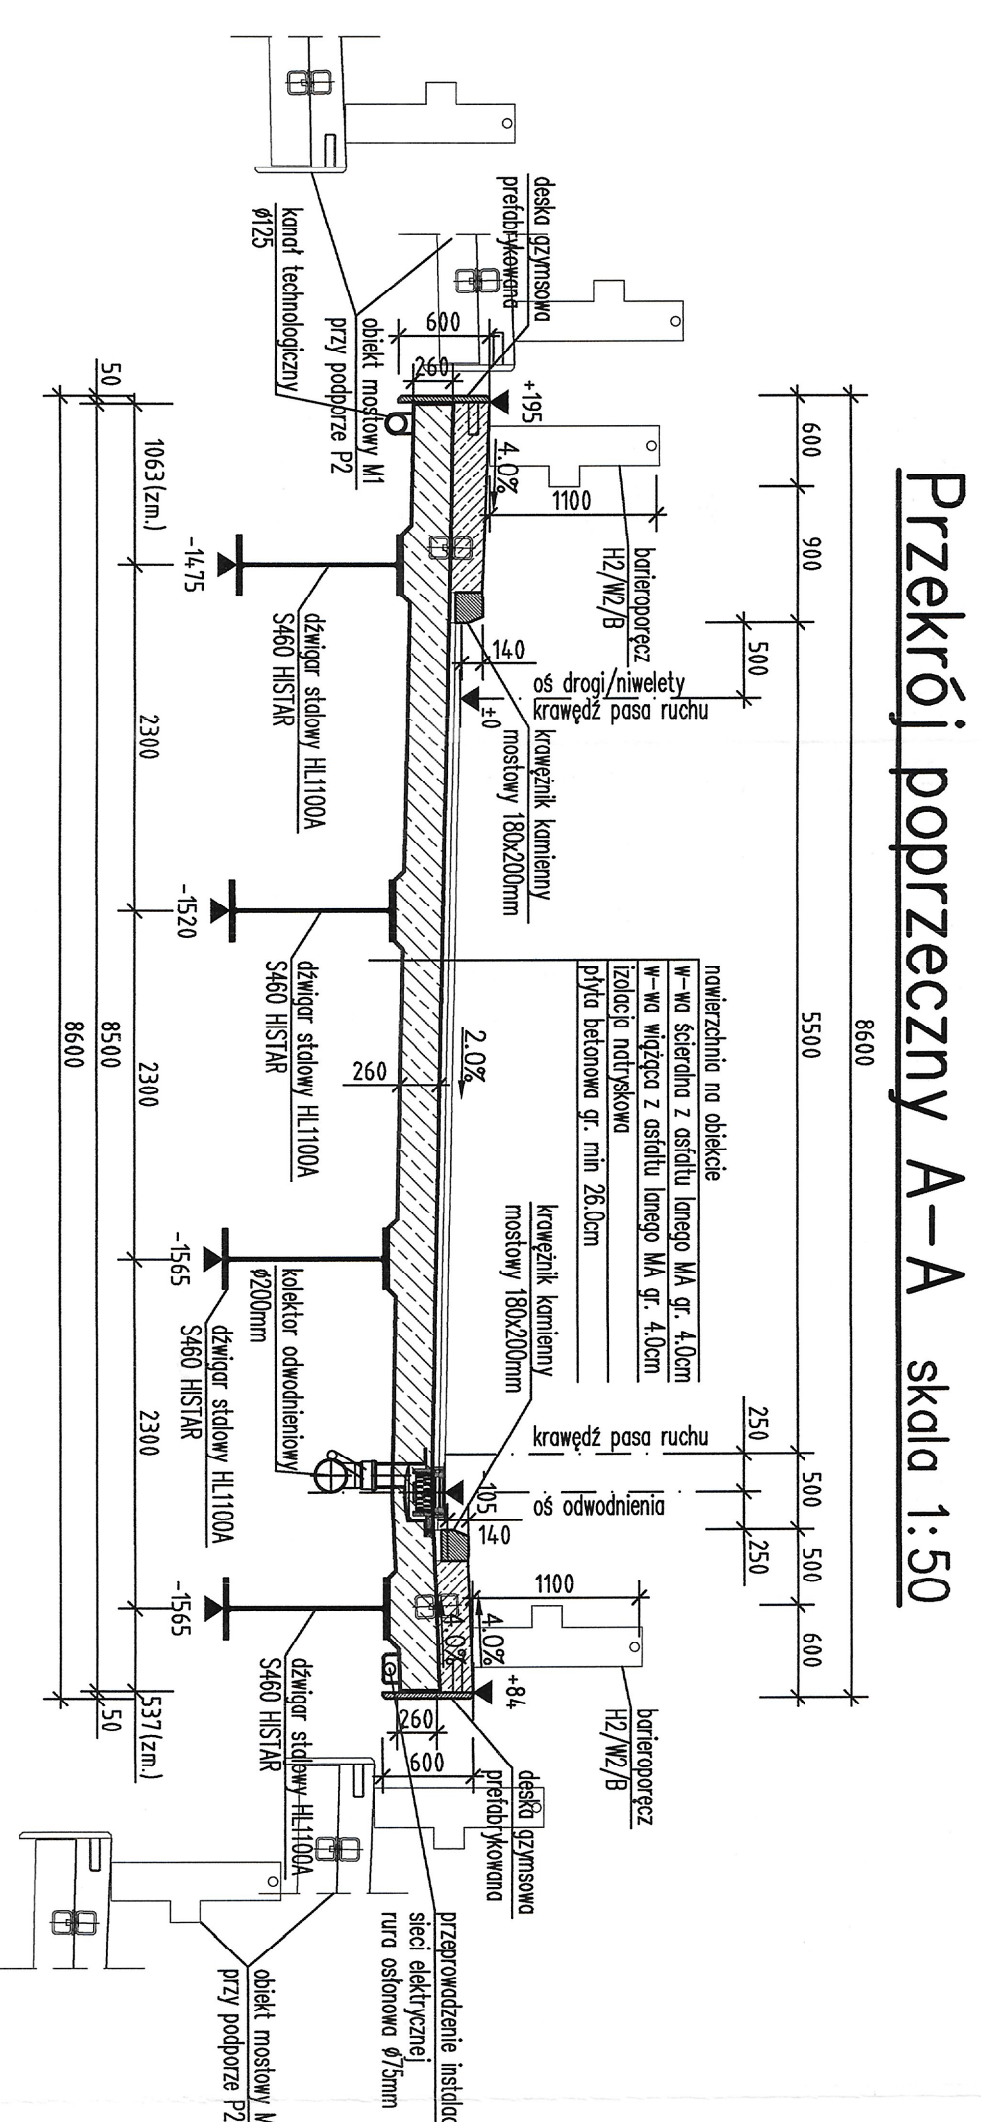 Przekrój poprzeczny A-A skala 1:50
8600
600
900
5500
500
500
600
500
250
250
deska gzymsowa
prefabrykowana
barieroporęcz
H2/W2/B
1100
oś drogi/niwelety
krawędź pasa ruchu
krawężnik kamienny
mostowy 180x200mm
nawierzchnia na obiekcie
w-wa ścieralna z asfaltu lanego MA gr. 4.0cm
w-wa wiążąca z asfaltu lanego MA gr. 4.0cm
izolacja natryskowa
płyta betonowa gr. min 26.0cm
krawężnik kamienny
mostowy 180x200mm
krawędź pasa ruchu
oś odwodnienia
1100
barieroporęcz
H2/W2/B
deska gzymsowa
prefabrykowana
600
260
+195
4.0%
140
±0
2.0%
260
-105
140
4.0%
4.0%
+84
260
600
kanał technologiczny
ø125
obiekt mostowy M1
przy podporze P2
dźwigar stalowy HL1100A
S460 HISTAR
dźwigar stalowy HL1100A
S460 HISTAR
kolektor odwodnieniowy
ø200mm
dźwigar stalowy HL1100A
S460 HISTAR
dźwigar stalowy HL1100A
S460 HISTAR
przeprowadzenie instalac
sieci elektrycznej
rura osłonowa ø75mm
obiekt mostowy M
przy podporze P2
-1475
-1520
-1565
-1565
1063(zm.)
2300
2300
2300
537(zm.)
50
8500
50
8600